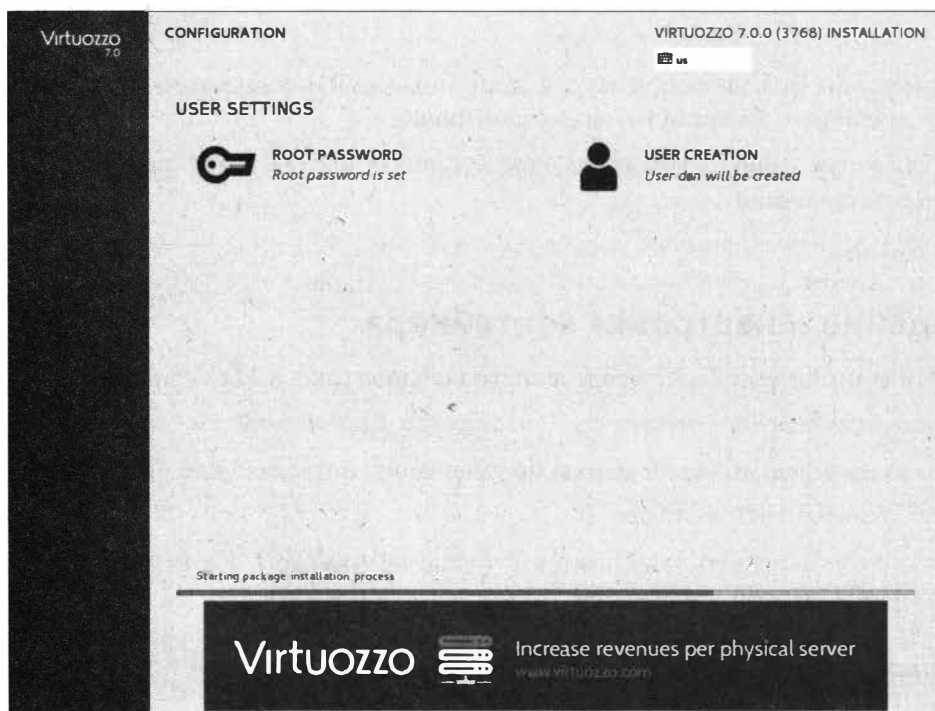 Virtuozzo
7.0
CONFIGURATION
VIRTUOZZO 7.0.0 (3768) INSTALLATION
us
USER SETTINGS
ROOT PASSWORD
Root password is set
USER CREATION
User dan will be created
Starting package installation process
Virtuozzo
Increase revenues per physical server
www.virtuozzo.com